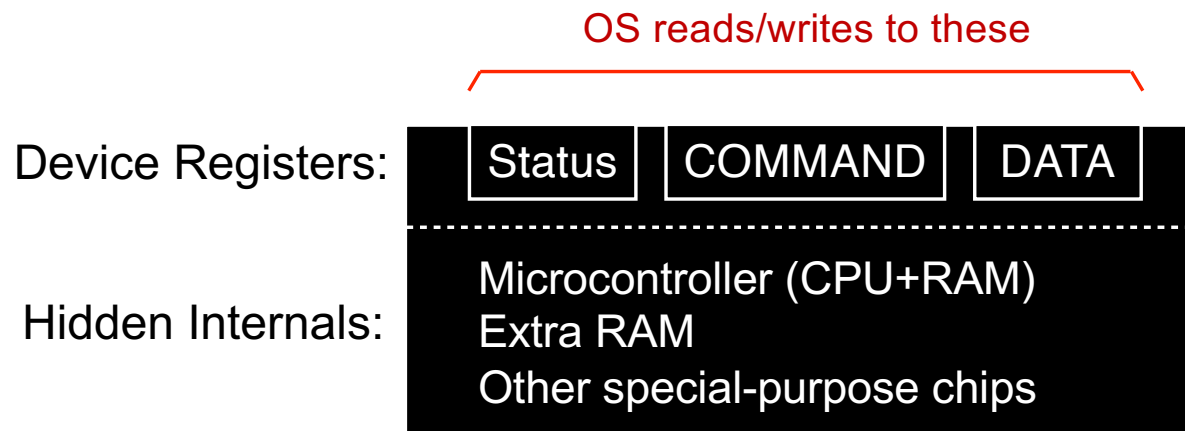 OS reads/writes to these
Device Registers: Status COMMAND DATA
Hidden Internals:
Microcontroller (CPU+RAM)
Extra RAM
Other special-purpose chips